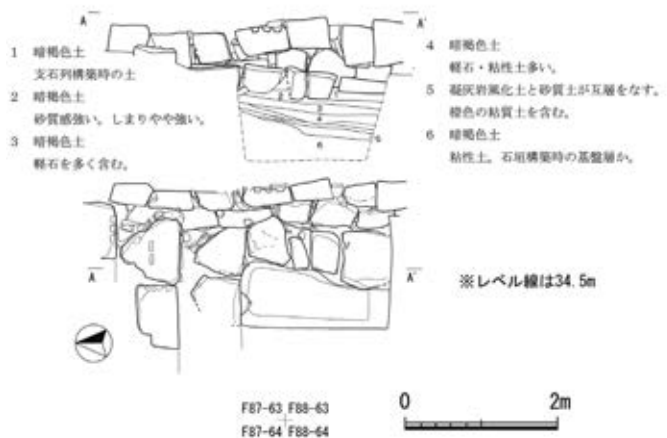 A A'
1 暗褐色土
支石列構築時の土
2 暗褐色土
砂質感強い。しまりやや強い。
3 暗褐色土
軽石を多く含む。
4 暗褐色土
軽石・粘性土多い。
5 凝灰岩風化土と砂質土が互層をなす。
橙色の粘質土を含む。
6 暗褐色土
粘性土。石垣構築時の基盤層か。
2
3
4
5
6
A A'
※レベル線は34.5m
F87-63 F88-63
F87-64 F88-64
0 2m